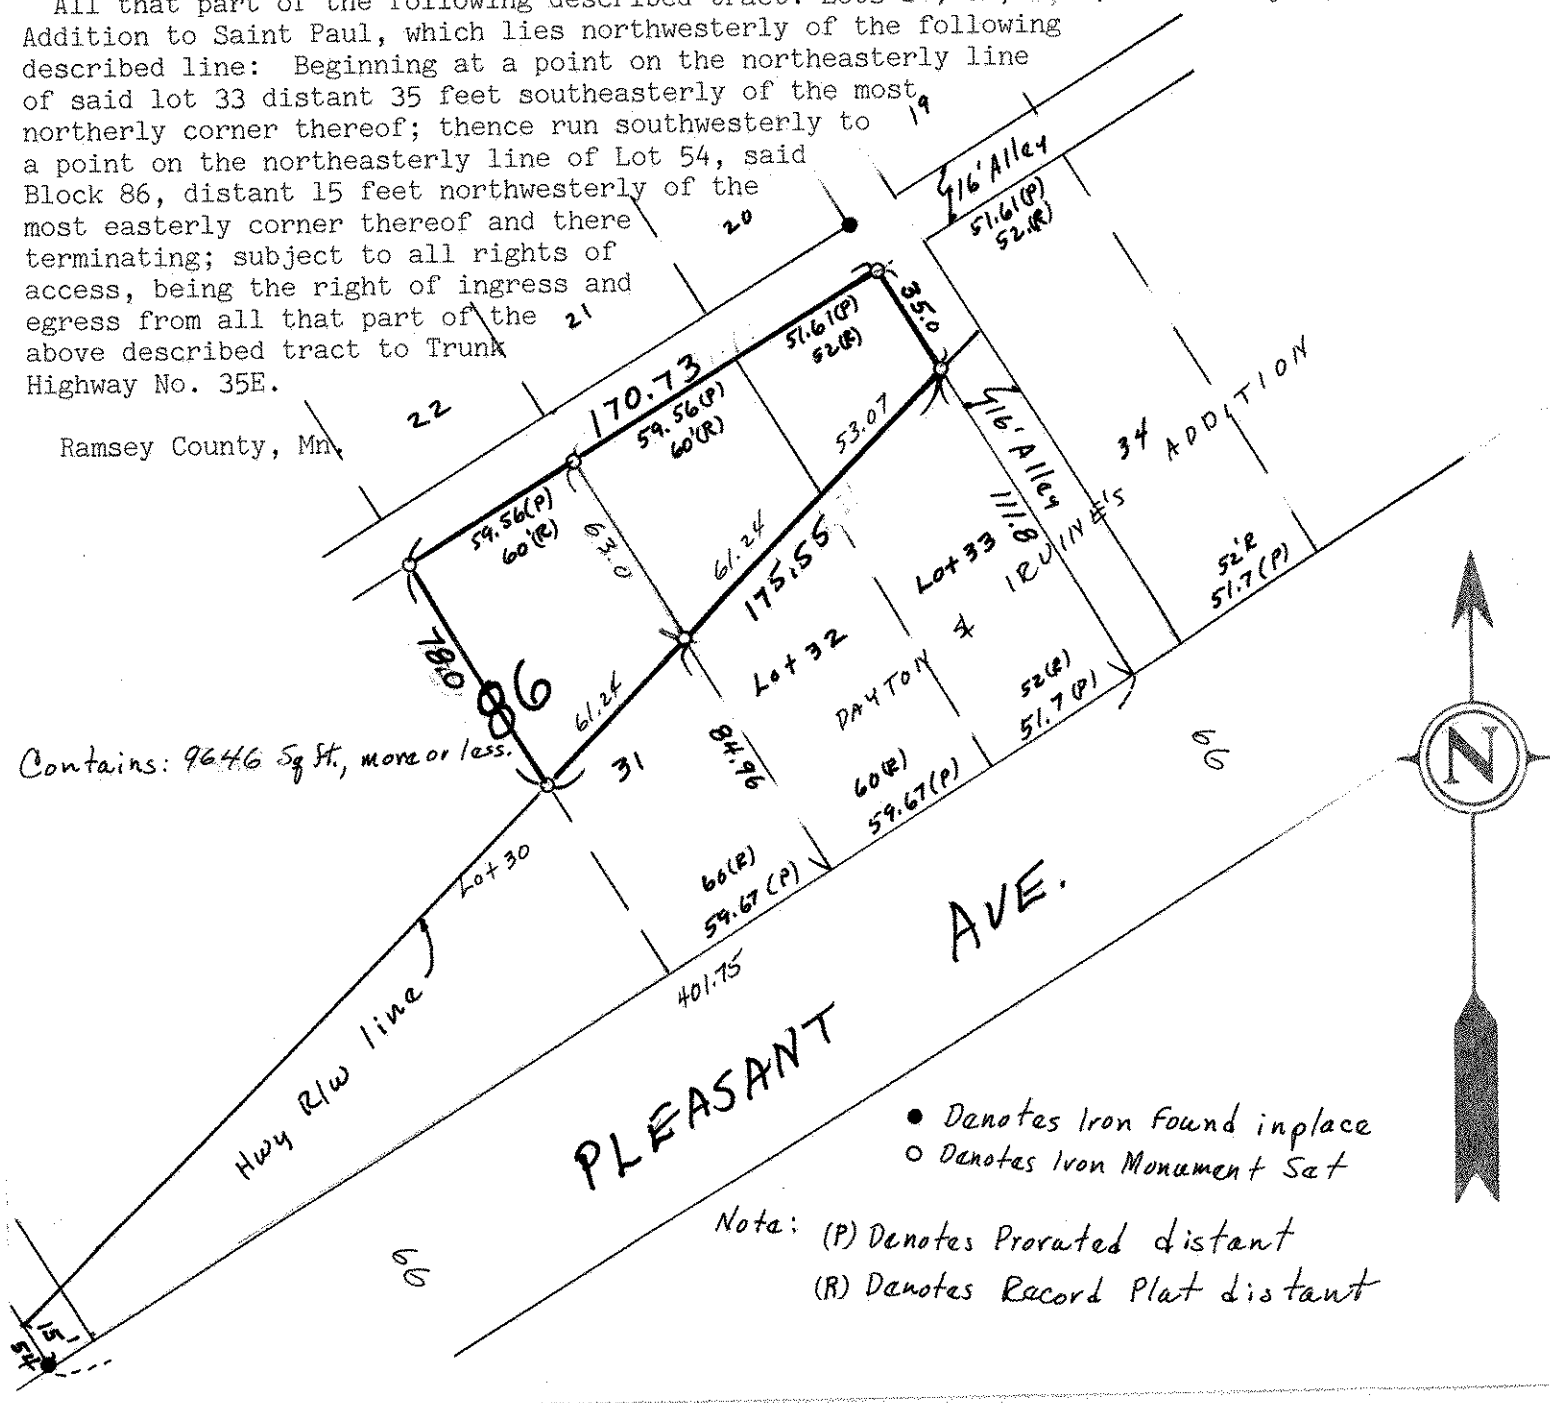 All that part of the following described tract: Lots
Addition to Saint Paul, which lies northwesterly of the following
described line: Beginning at a point on the northeasterly line
of said lot 33 distant 35 feet southeasterly of the most
northerly corner thereof; thence run southwesterly to
a point on the northeasterly line of Lot 54, said
Block 86, distant 15 feet northwesterly of the
most easterly corner thereof and there
terminating; subject to all rights of
access, being the right of ingress and
egress from all that part of the
above described tract to Trunk
Highway No. 35E.
Ramsey County, Mn.
19
20
21
22
16' Alley
51.61(P)
52(R)
51.61(P)
52(R)
35.0
170.73
59.56(P)
60'(R)
59.56(P)
60'(R)
63.0
53.07
61.24
175.55
61.24
78.0
86
16' Alley
111.8
34
ADDITION
Lot 33
IRVINE'S
&
DAYTON
Lot 32
52'R
51.7(P)
52(R)
51.7(P)
60(R)
59.67(P)
60(R)
59.67(P)
84.96
31
Contains: 9646 Sq ft., more or less.
Lot 30
401.75
66
Hwy R/W line
PLEASANT AVE.
66
N
● Denotes Iron Found inplace
○ Denotes Iron Monument Set
Note: (P) Denotes Prorated distant
(R) Denotes Record Plat distant
15'
54